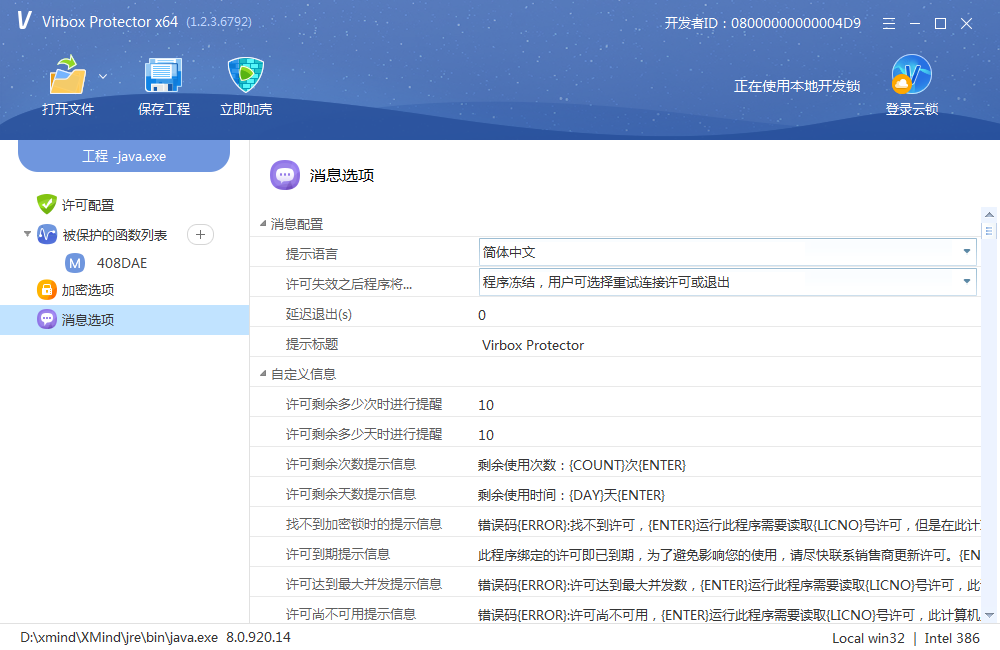 Virbox Protector x64 (1.2.3.6792)
开发者ID：08000000000004D9
打开文件
保存工程
立即加壳
正在使用本地开发锁
登录云锁
工程 -java.exe
许可配置
被保护的函数列表
M 408DAE
加密选项
消息选项
消息选项
消息配置
提示语言 简体中文
许可失效之后程序将... 程序冻结，用户可选择重试连接许可或退出
延迟退出(s) 0
提示标题 Virbox Protector
自定义信息
许可剩余多少次时进行提醒 10
许可剩余多少天时进行提醒 10
许可剩余次数提示信息 剩余使用次数：{COUNT}次{ENTER}
许可剩余天数提示信息 剩余使用时间：{DAY}天{ENTER}
找不到加密锁时的提示信息 错误码{ERROR}:找不到许可，{ENTER}运行此程序需要读取{LICNO}号许可，但是在此计
许可到期提示信息 此程序绑定的许可即已到期，为了避免影响您的使用，请尽快联系销售商更新许可。{EN
许可达到最大并发提示信息 错误码{ERROR}:许可达到最大并发数，{ENTER}运行此程序需要读取{LICNO}号许可，此
许可尚不可用提示信息 错误码{ERROR}:许可尚不可用，{ENTER}运行此程序需要读取{LICNO}号许可，此计算机
D:\xmind\XMind\jre\bin\java.exe 8.0.920.14
Local win32 | Intel 386